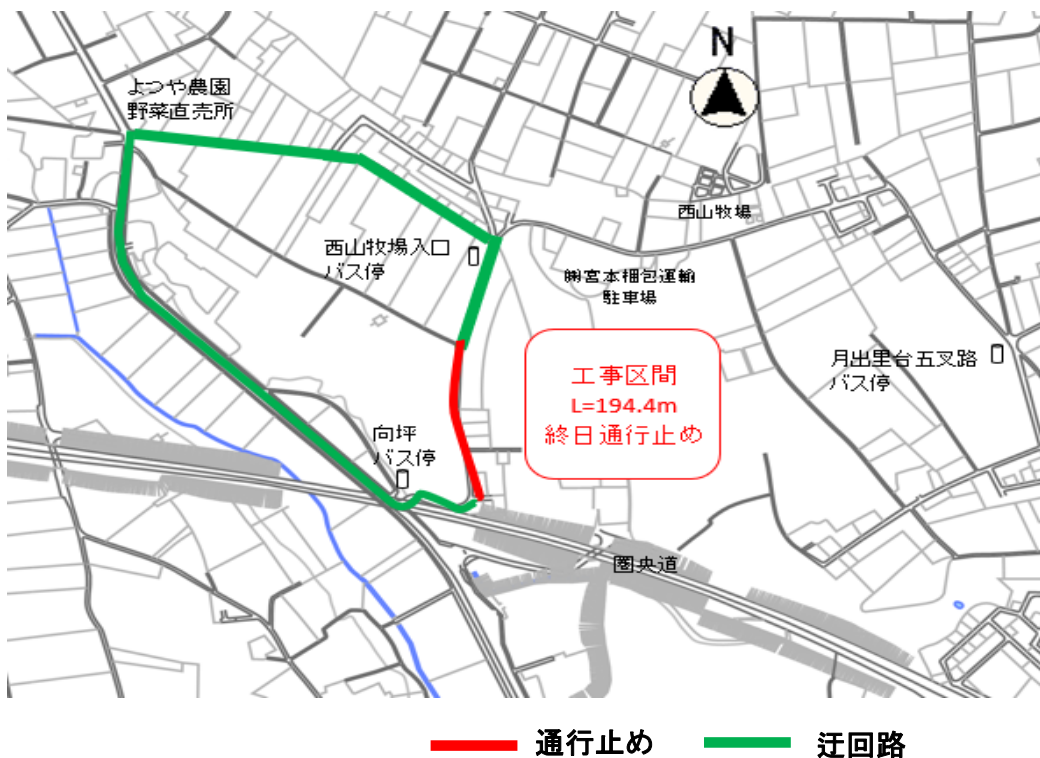 N
よつや農園
野菜直売所
西山牧場
西山牧場入口
バス停
㈱宮本梱包運輸
駐車場
工事区間
L=194.4m
終日通行止め
月出里台五叉路
バス停
向坪
バス停
圏央道
通行止め
迂回路